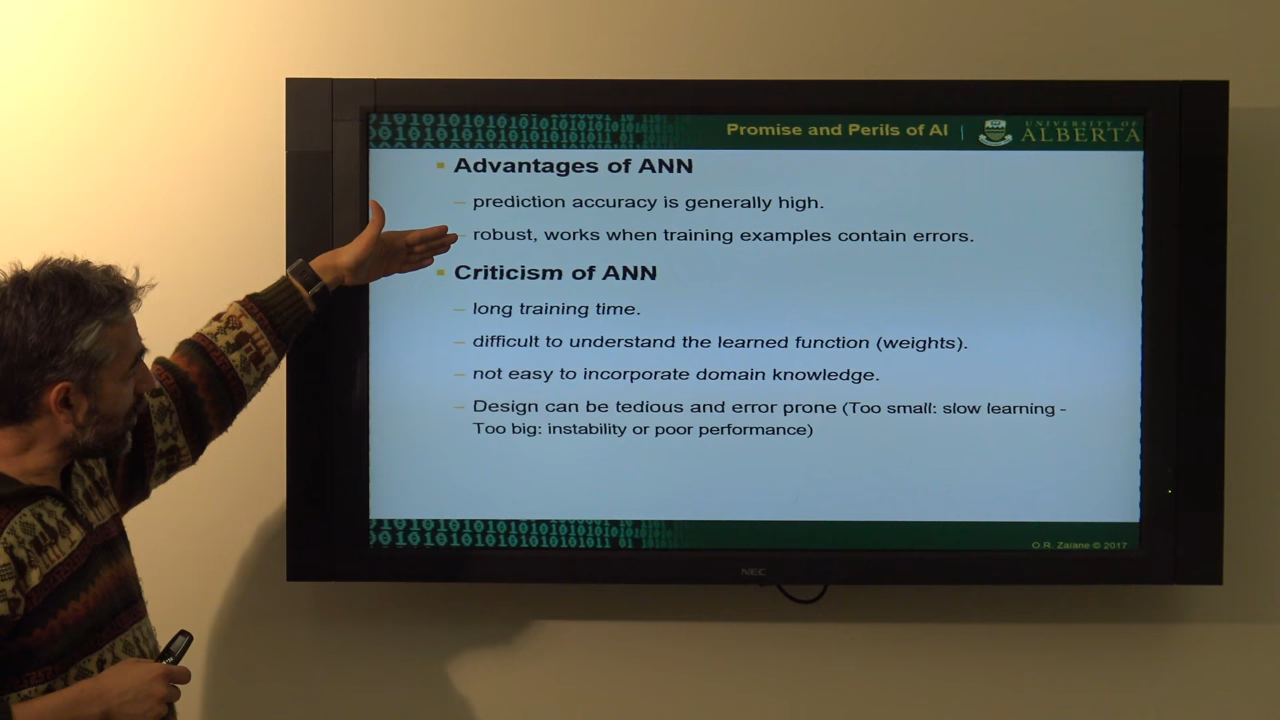 Promise and Perils of AI
UNIVERSITY OF
ALBERTA
Advantages of ANN
– prediction accuracy is generally high.
– robust, works when training examples contain errors.
Criticism of ANN
– long training time.
– difficult to understand the learned function (weights).
– not easy to incorporate domain knowledge.
– Design can be tedious and error prone (Too small: slow learning -
Too big: instability or poor performance)
O.R. Zaïane © 2017
NEC